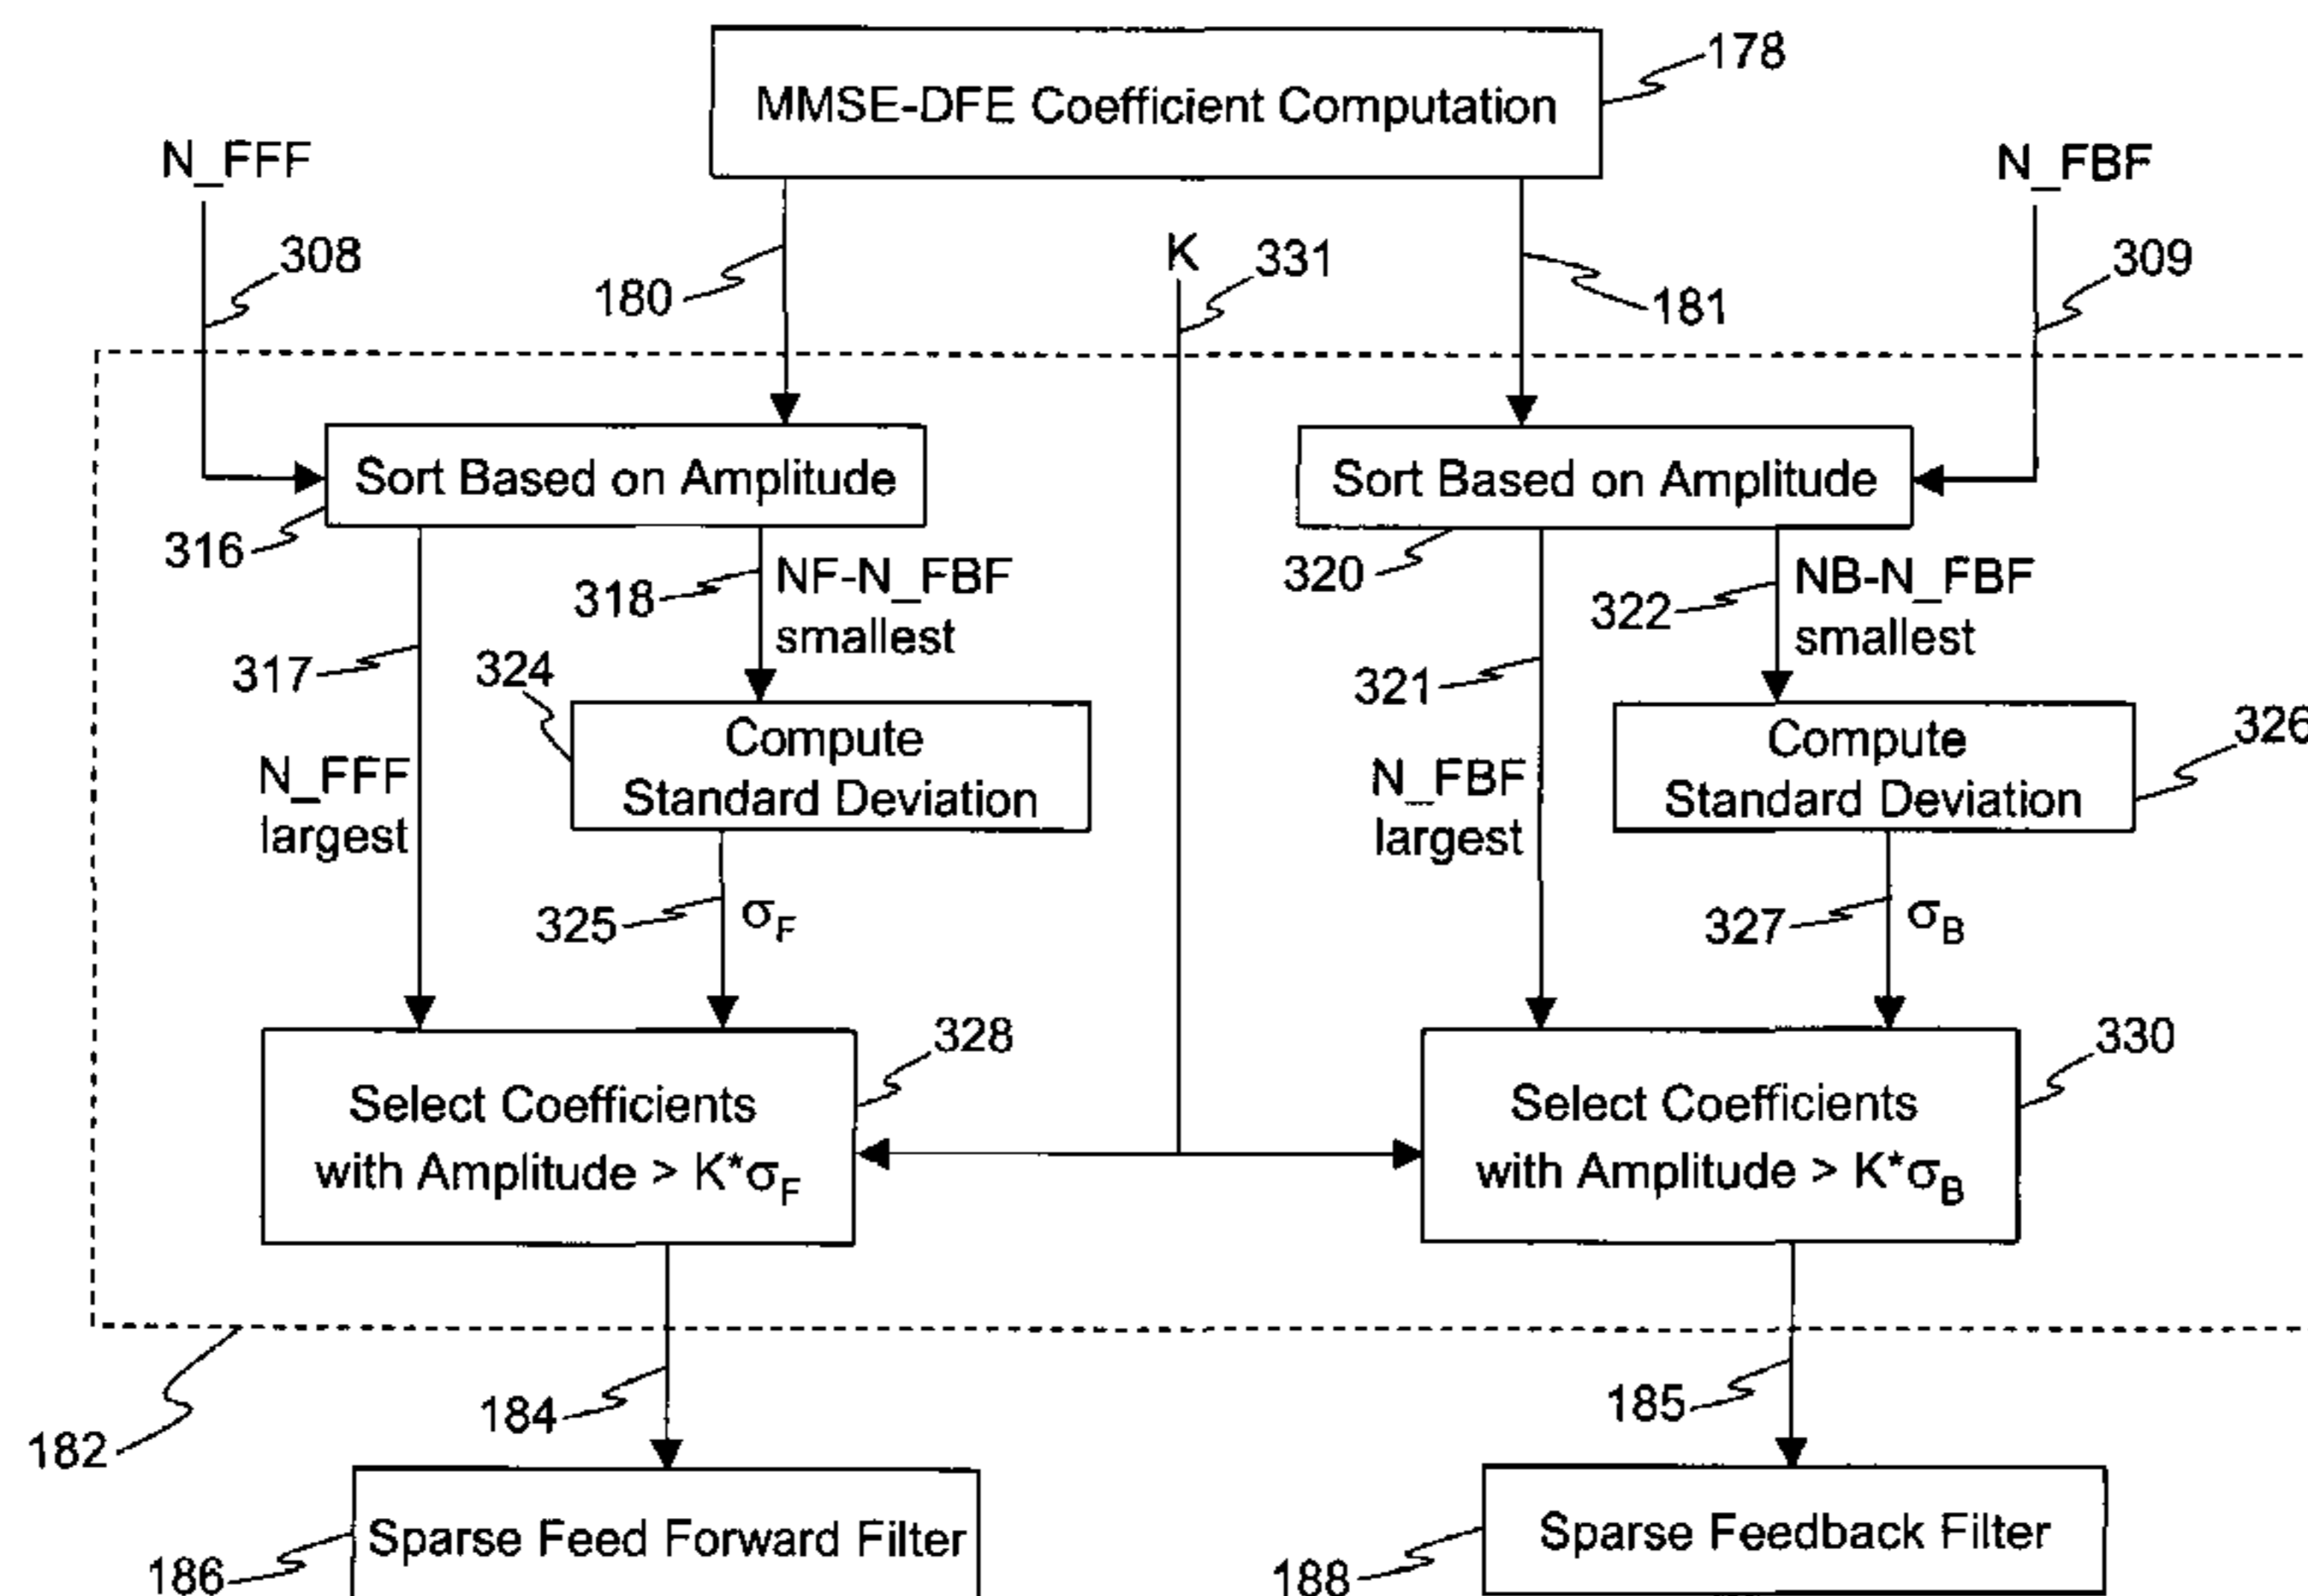 178
MMSE-DFE Coefficient Computation
N_FFF
N_FBF
308
180
K
331
181
309
Sort Based on Amplitude
316
Sort Based on Amplitude
320
318
NF-N_FBF
smallest
322
NB-N_FBF
smallest
317
324
321
326
Compute
Standard Deviation
Compute
Standard Deviation
N_FFF
largest
N_FBF
largest
325
σF
327
σB
328
330
Select Coefficients
with Amplitude > K*σF
Select Coefficients
with Amplitude > K*σB
182
184
185
Sparse Feed Forward Filter
186
Sparse Feedback Filter
188